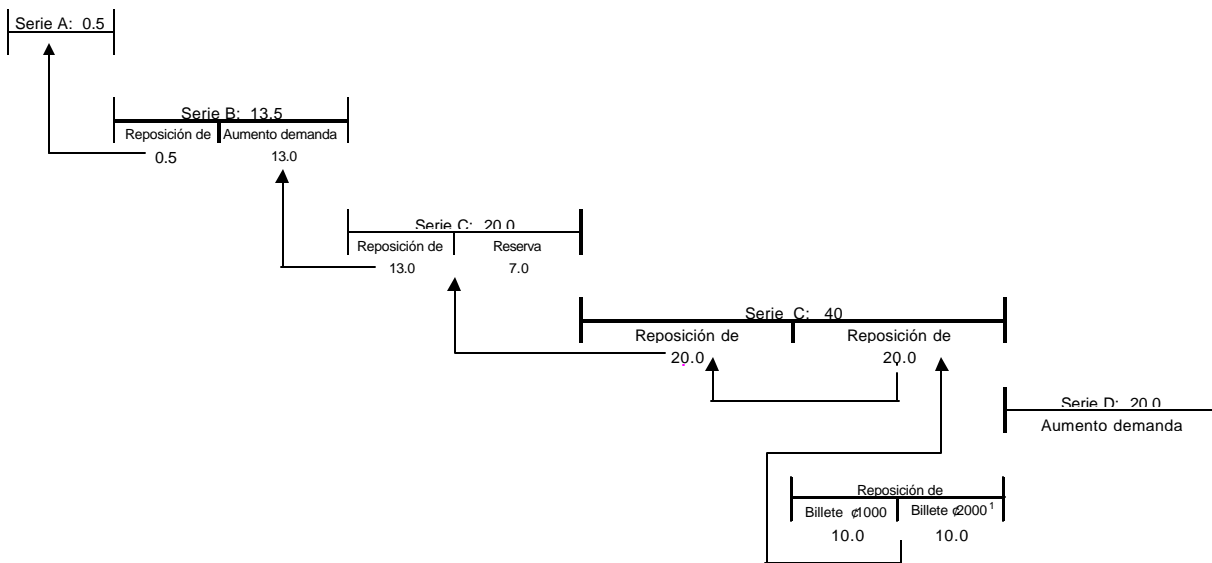 Serie A: 0.5
Serie B: 13.5
Reposición de
Aumento demanda
0.5
13.0
Serie C: 20.0
Reposición de
Reserva
13.0
7.0
Serie C: 40
Reposición de
Reposición de
20.0
20.0
Serie D: 20.0
Aumento demanda
Reposición de
Billete ¢1000
Billete ¢2000 1
10.0
10.0